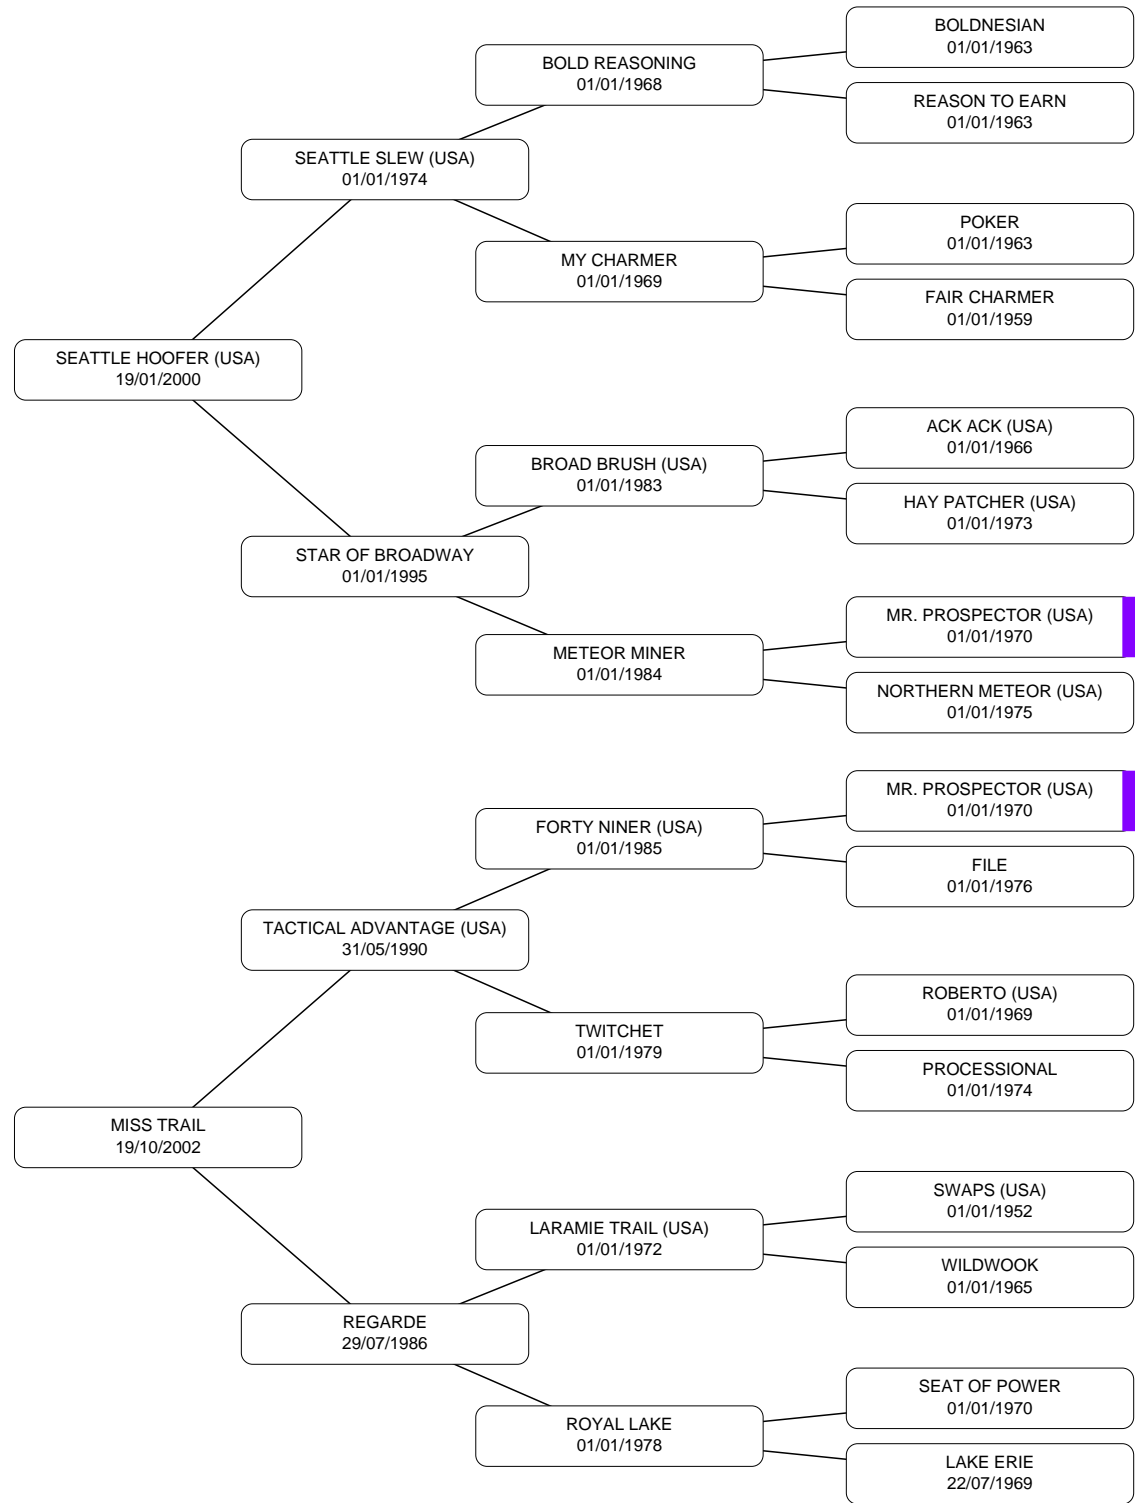 BOLDNESIAN
01/01/1963
BOLD REASONING
01/01/1968
REASON TO EARN
01/01/1963
SEATTLE SLEW (USA)
01/01/1974
POKER
01/01/1963
MY CHARMER
01/01/1969
FAIR CHARMER
01/01/1959
SEATTLE HOOFER (USA)
19/01/2000
ACK ACK (USA)
01/01/1966
BROAD BRUSH (USA)
01/01/1983
HAY PATCHER (USA)
01/01/1973
STAR OF BROADWAY
01/01/1995
MR. PROSPECTOR (USA)
01/01/1970
METEOR MINER
01/01/1984
NORTHERN METEOR (USA)
01/01/1975
MR. PROSPECTOR (USA)
01/01/1970
FORTY NINER (USA)
01/01/1985
FILE
01/01/1976
TACTICAL ADVANTAGE (USA)
31/05/1990
ROBERTO (USA)
01/01/1969
TWITCHET
01/01/1979
PROCESSIONAL
01/01/1974
MISS TRAIL
19/10/2002
SWAPS (USA)
01/01/1952
LARAMIE TRAIL (USA)
01/01/1972
WILDWOOK
01/01/1965
REGARDE
29/07/1986
SEAT OF POWER
01/01/1970
ROYAL LAKE
01/01/1978
LAKE ERIE
22/07/1969